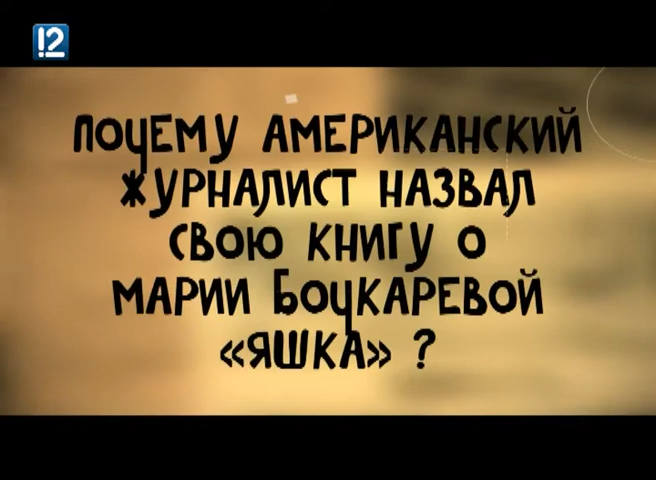 12
ПОЧЕМУ АМЕРИКАНСКИЙ
ЖУРНАЛИСТ НАЗВАЛ
СВОЮ КНИГУ О
МАРИИ БОЧКАРЕВОЙ
«ЯШКА» ?